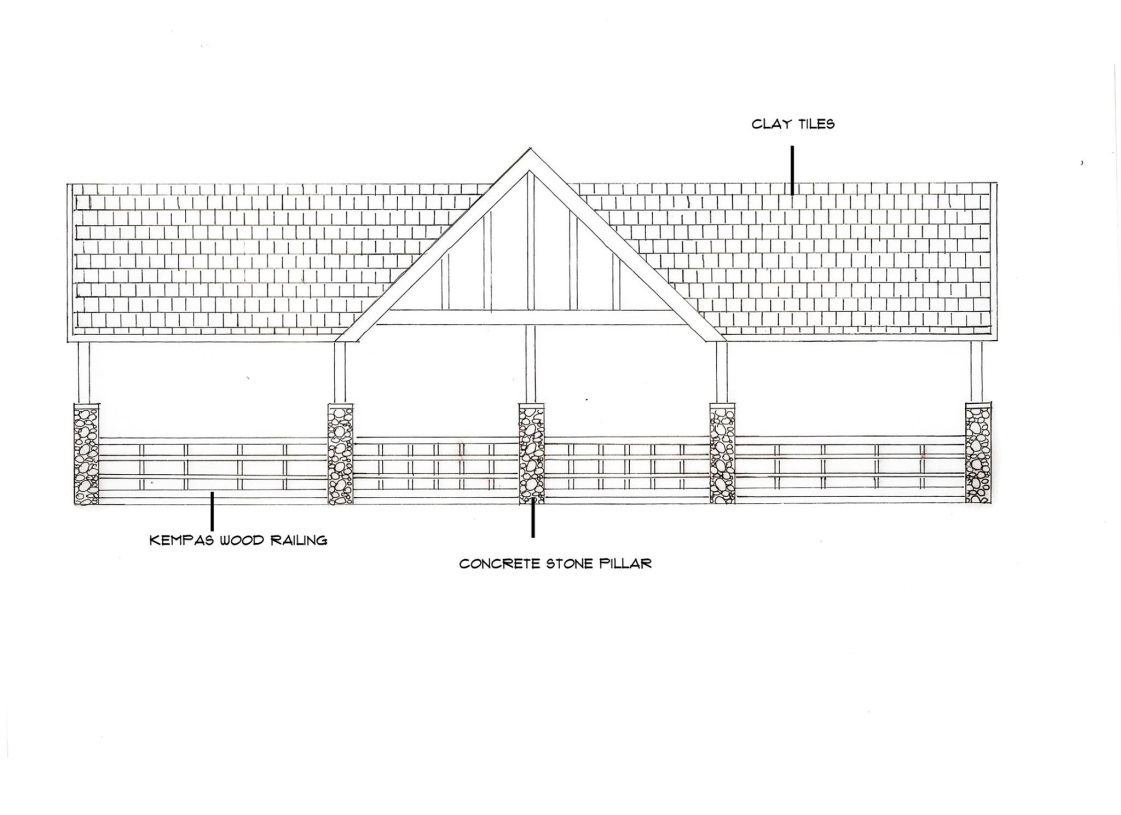 CLAY TILES
KEMPAS WOOD RAILING
CONCRETE STONE PILLAR